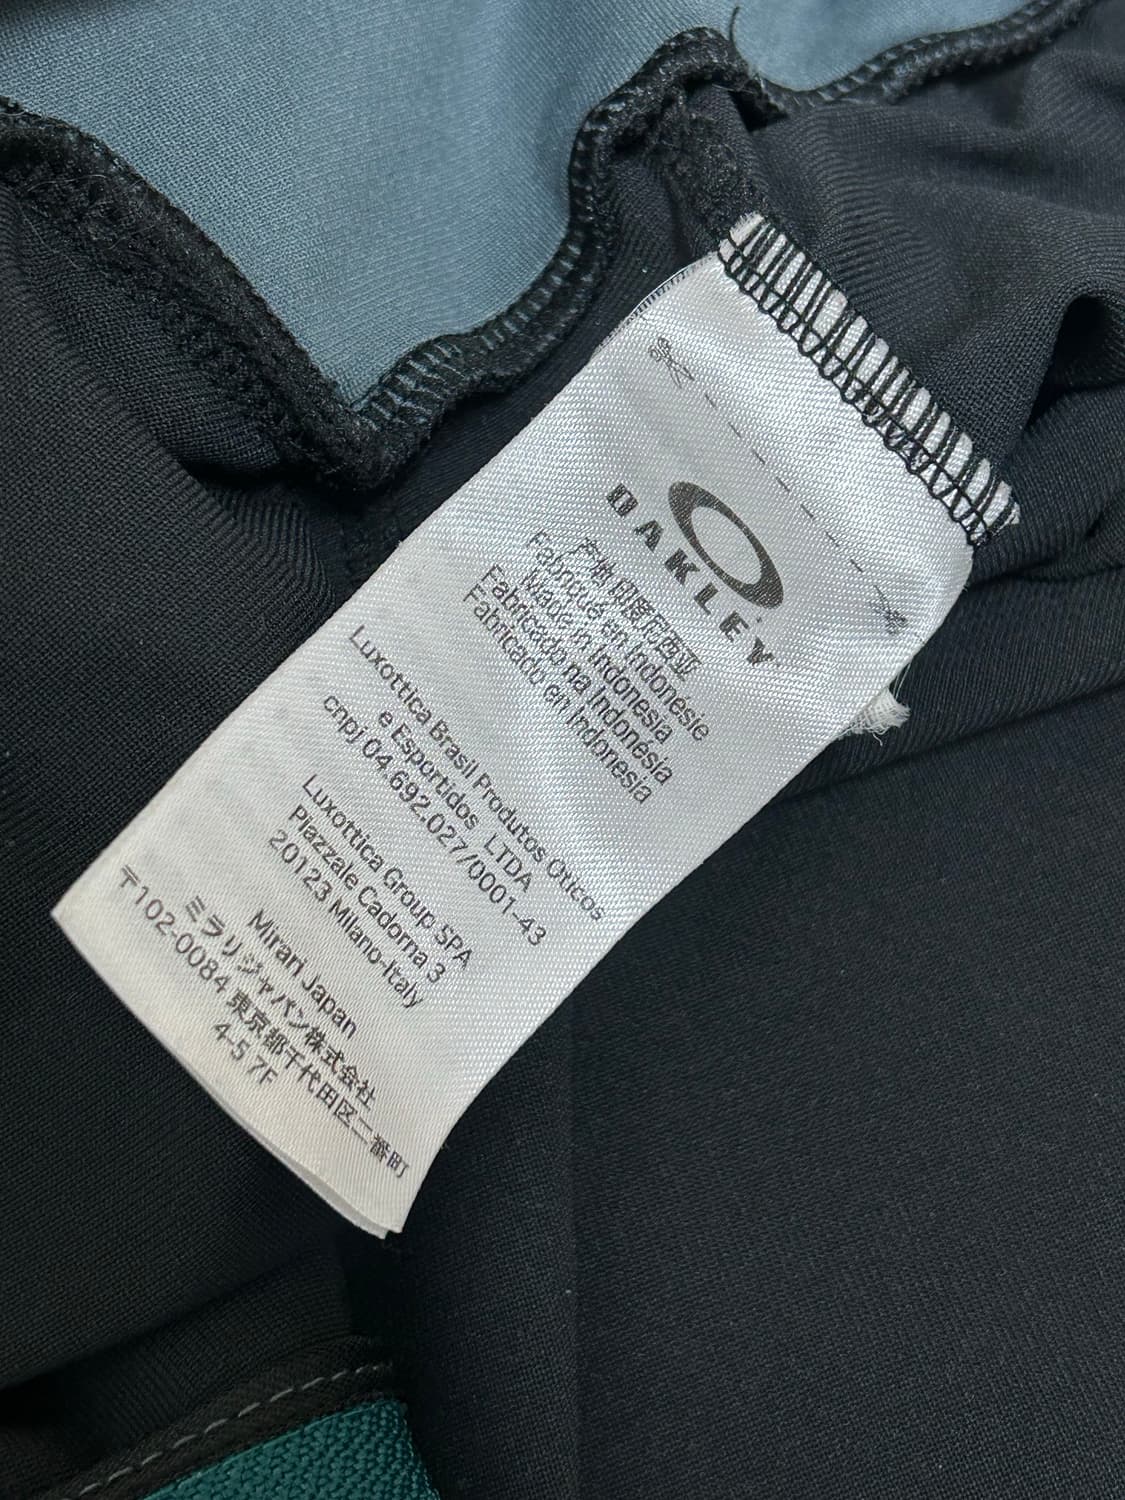 OAKLEY
产地 印度尼西亚
Fabriqué en Indonésie
Made in Indonesia
Fabricado na Indonésia
Fabricado en Indonesia
Luxottica Brasil Produtos Oticos
e Esportidos LTDA
cnpj 04.692.027/0001-43
Luxottica Group SPA
Plazzale Cadorna 3
20123 Milano-Italy
Mirari Japan
ミラリジャパン株式会社
〒102-0084 東京都千代田区二番町
4-5 7F